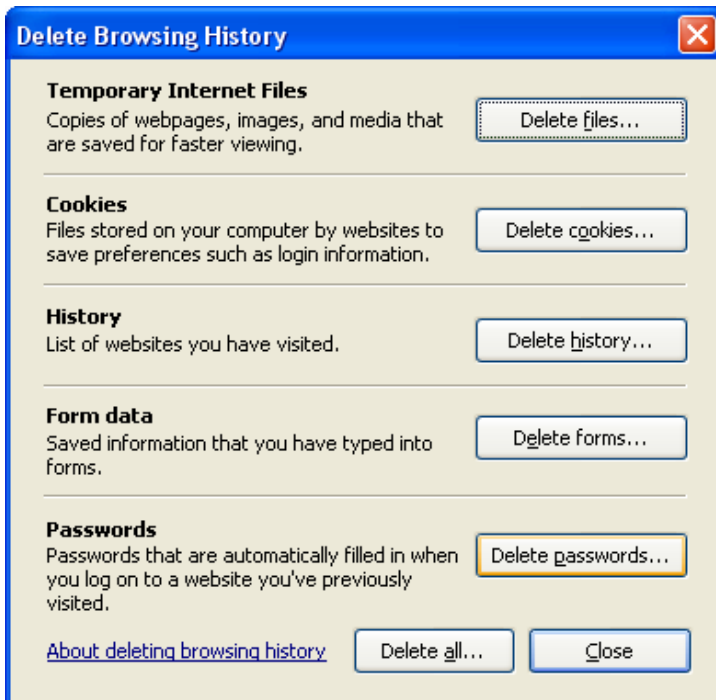 Delete Browsing History
Temporary Internet Files
Copies of webpages, images, and media that
are saved for faster viewing.
Delete files...
Cookies
Files stored on your computer by websites to
save preferences such as login information.
Delete cookies...
History
List of websites you have visited.
Delete history...
Form data
Saved information that you have typed into
forms.
Delete forms...
Passwords
Passwords that are automatically filled in when
you log on to a website you've previously
visited.
Delete passwords...
About deleting browsing history
Delete all...
Close